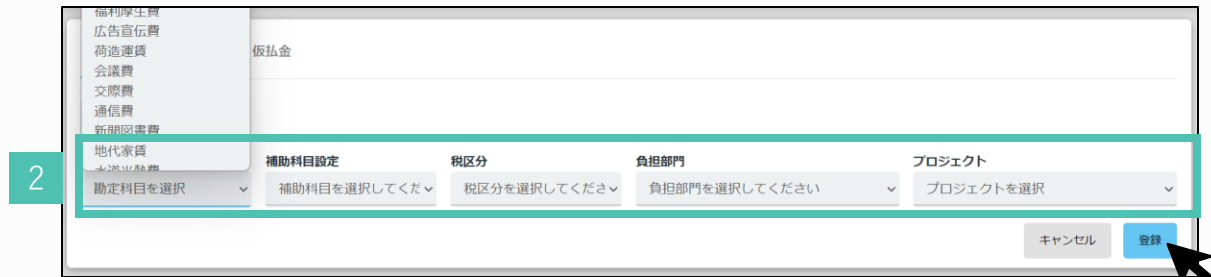 福利厚生費
広告宣伝費
荷造運賃
仮払金
会議費
交際費
通信費
新聞図書費
地代家賃
水道光熱費
2
補助科目設定
税区分
負担部門
プロジェクト
勘定科目を選択
補助科目を選択してくだ
税区分を選択してくださ
負担部門を選択してください
プロジェクトを選択
キャンセル
登録